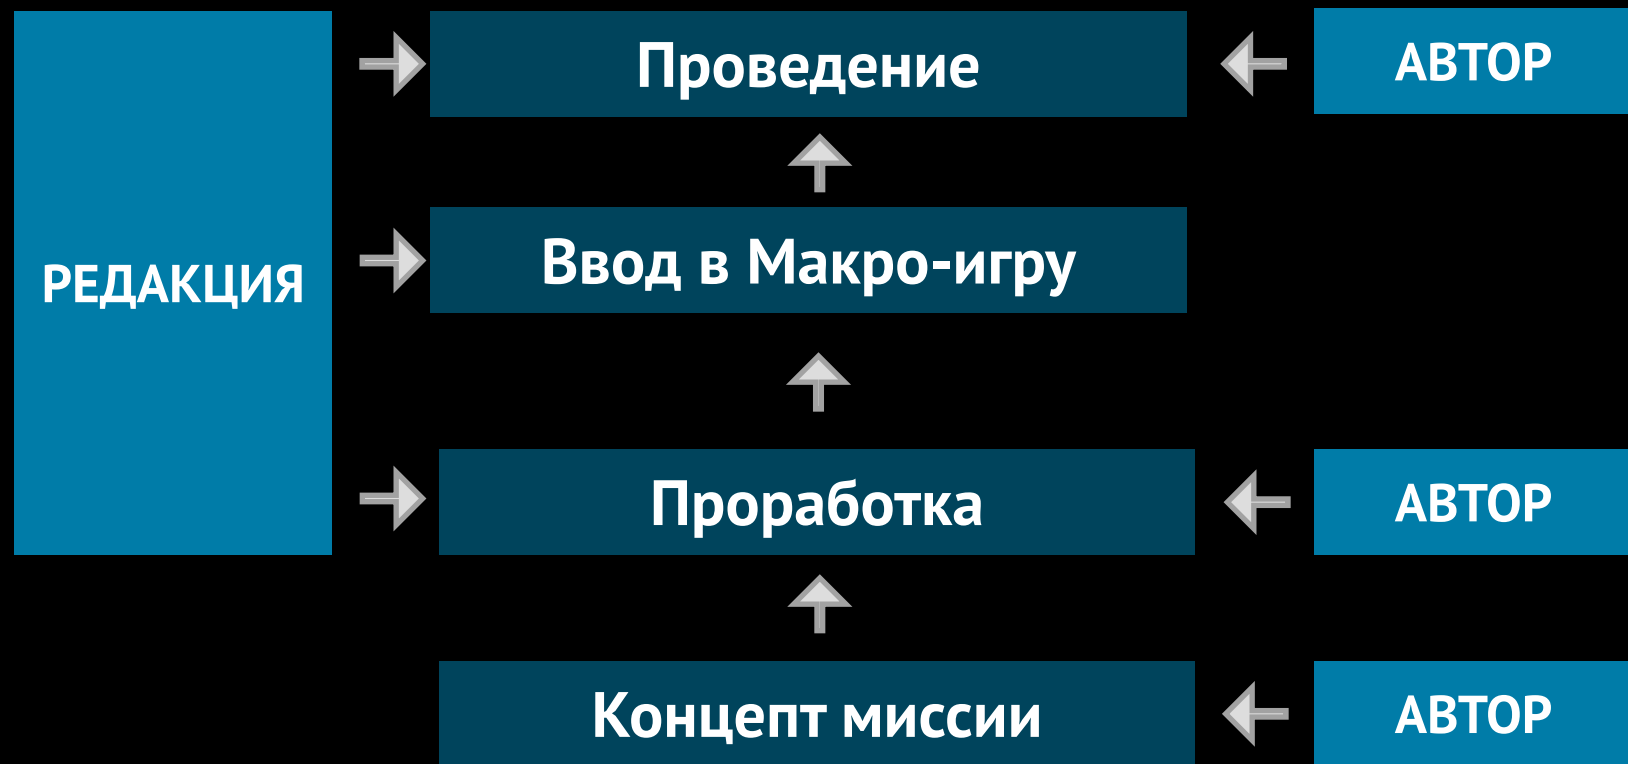 Проведение
АВТОР
РЕДАКЦИЯ
Ввод в Макро-игру
Проработка
АВТОР
Концепт миссии
АВТОР